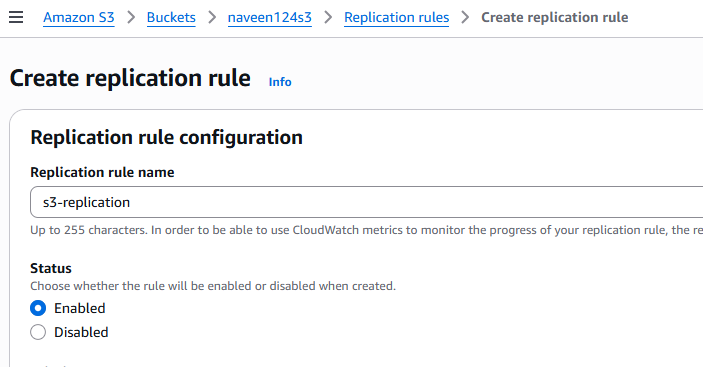 Amazon S3 > Buckets > naveen124s3 > Replication rules > Create replication rule
Create replication rule Info
Replication rule configuration
Replication rule name
s3-replication
Up to 255 characters. In order to be able to use CloudWatch metrics to monitor the progress of your replication rule, the re
Status
Choose whether the rule will be enabled or disabled when created.
Enabled
Disabled